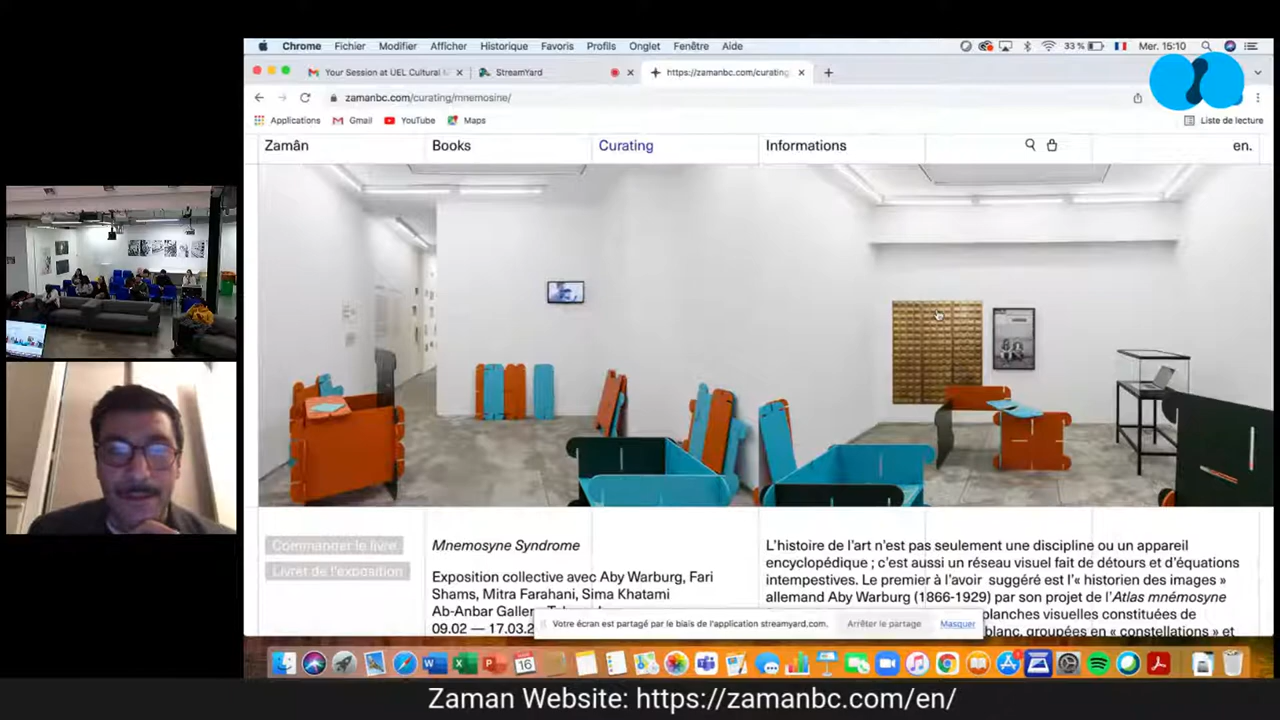 Chrome Fichier Modifier Afficher Historique Favoris Profils Onglet Fenêtre Aide 33 % Mer. 15:10
Your Session at UEL Cultural StreamYard https://zamanbc.com/curating
zamanbc.com/curating/mnemosine/
Applications Gmail YouTube Maps Liste de lecture
Zamân Books Curating Informations en.
Commander le livre
Livret de l'exposition
Mnemosyne Syndrome
Exposition collective avec Aby Warburg, Fari
Shams, Mitra Farahani, Sima Khatami
Ab-Anbar
09.02 — 17.03.2
L'histoire de l'art n'est pas seulement une discipline ou un appareil
encyclopédique ; c'est aussi un réseau visuel fait de détours et d'équations
intempestives. Le premier à l'avoir suggéré est l'« historien des images »
allemand Aby Warburg (1866-1929) par son projet de l'Atlas mnémosyne
planches visuelles constituées de
blanc, groupées en « constellations » et
Votre écran est partagé par le biais de l'application streamyard.com. Arrêter le partage Masquer
16
Zaman Website: https://zamanbc.com/en/